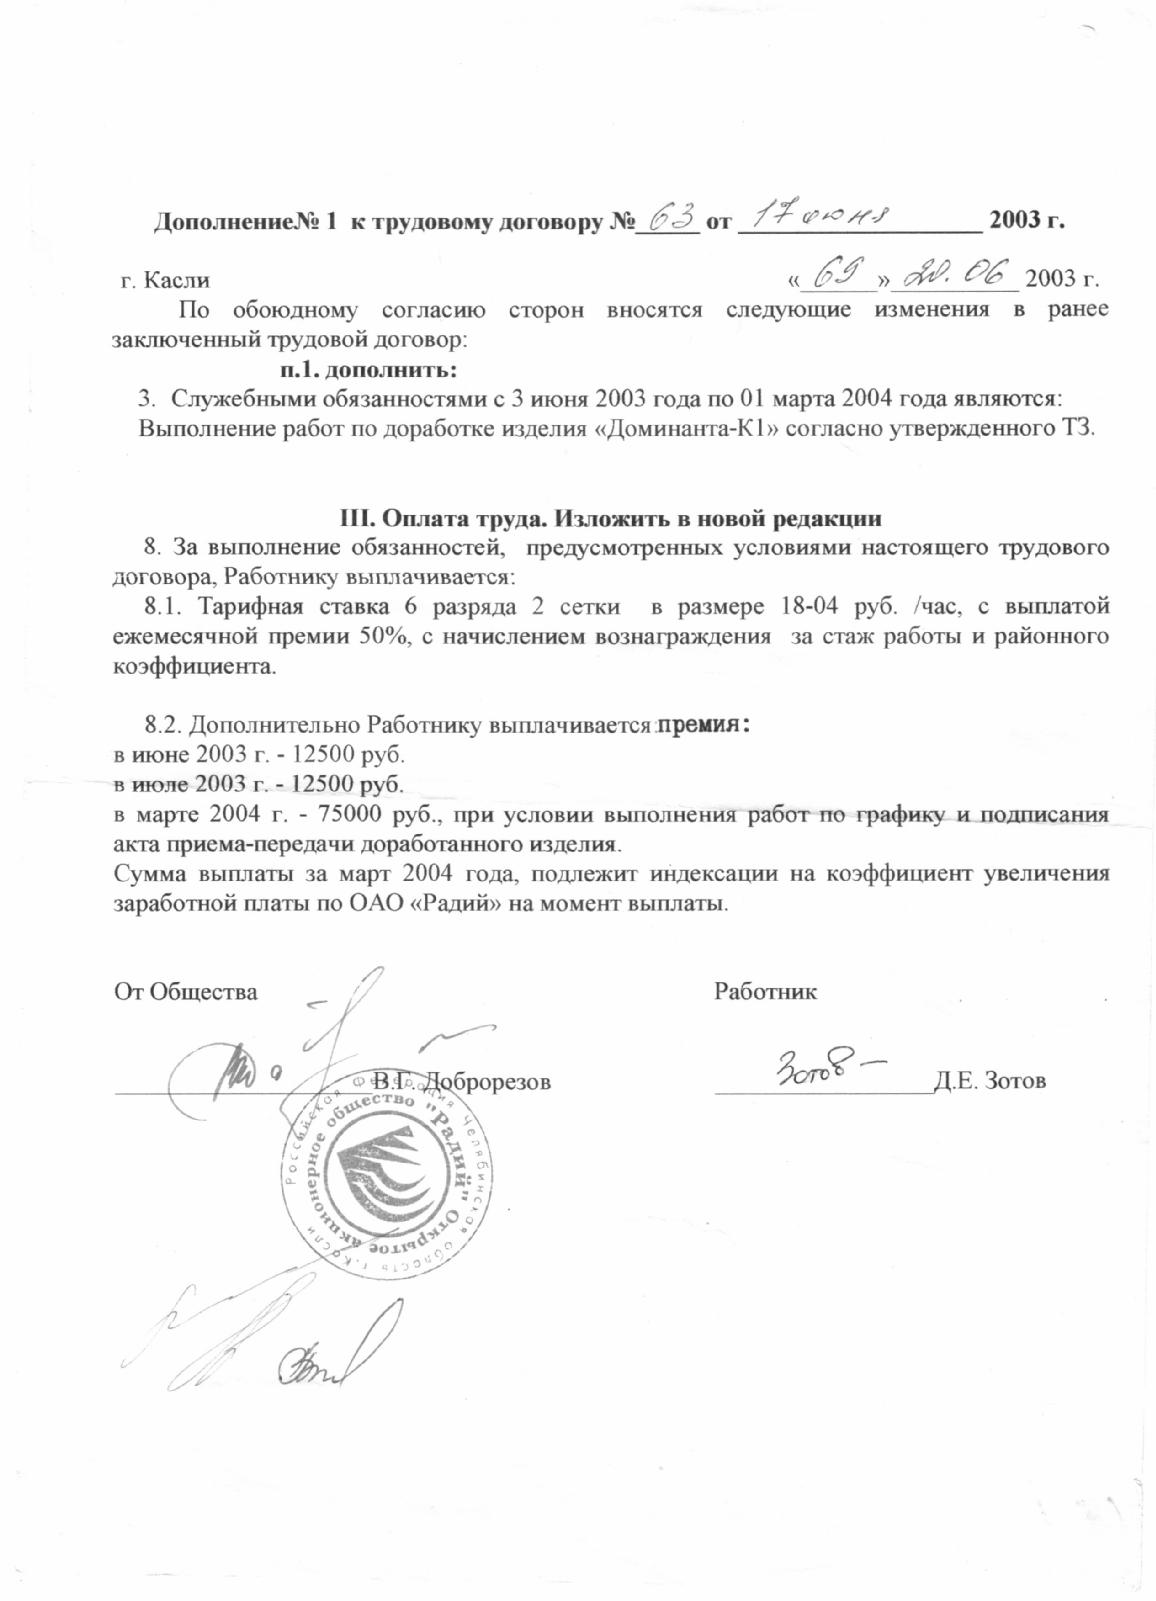 Дополнение№ 1 к трудовому договору № 63 от 17 июня 2003 г.
г. Касли « 69 » 20. 06 2003 г.
По обоюдному согласию сторон вносятся следующие изменения в ранее
заключенный трудовой договор:
п.1. дополнить:
3. Служебными обязанностями с 3 июня 2003 года по 01 марта 2004 года являются:
Выполнение работ по доработке изделия «Доминанта-К1» согласно утвержденного ТЗ.
III. Оплата труда. Изложить в новой редакции
8. За выполнение обязанностей, предусмотренных условиями настоящего трудового
договора, Работнику выплачивается:
8.1. Тарифная ставка 6 разряда 2 сетки в размере 18-04 руб. /час, с выплатой
ежемесячной премии 50%, с начислением вознаграждения за стаж работы и районного
коэффициента.
8.2. Дополнительно Работнику выплачивается:премия:
в июне 2003 г. - 12500 руб.
в июле 2003 г. - 12500 руб.
в марте 2004 г. - 75000 руб., при условии выполнения работ по графику и подписания
акта приема-передачи доработанного изделия.
Сумма выплаты за март 2004 года, подлежит индексации на коэффициент увеличения
заработной платы по ОАО «Радий» на момент выплаты.
От Общества Работник
В.Г. Доброрезов Зотов Д.Е. Зотов
Российская Федерация Челябинская область г.Касли
Открытое акционерное общество "Радий"